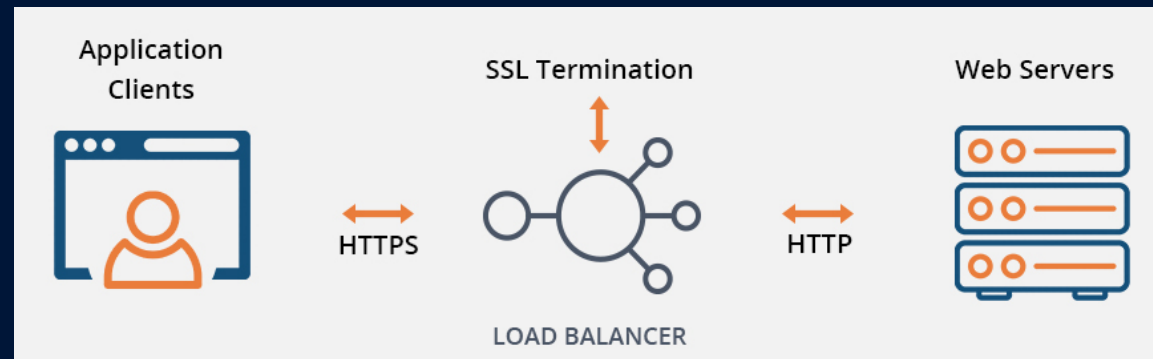 Application
Clients
SSL Termination
Web Servers
HTTPS
HTTP
LOAD BALANCER